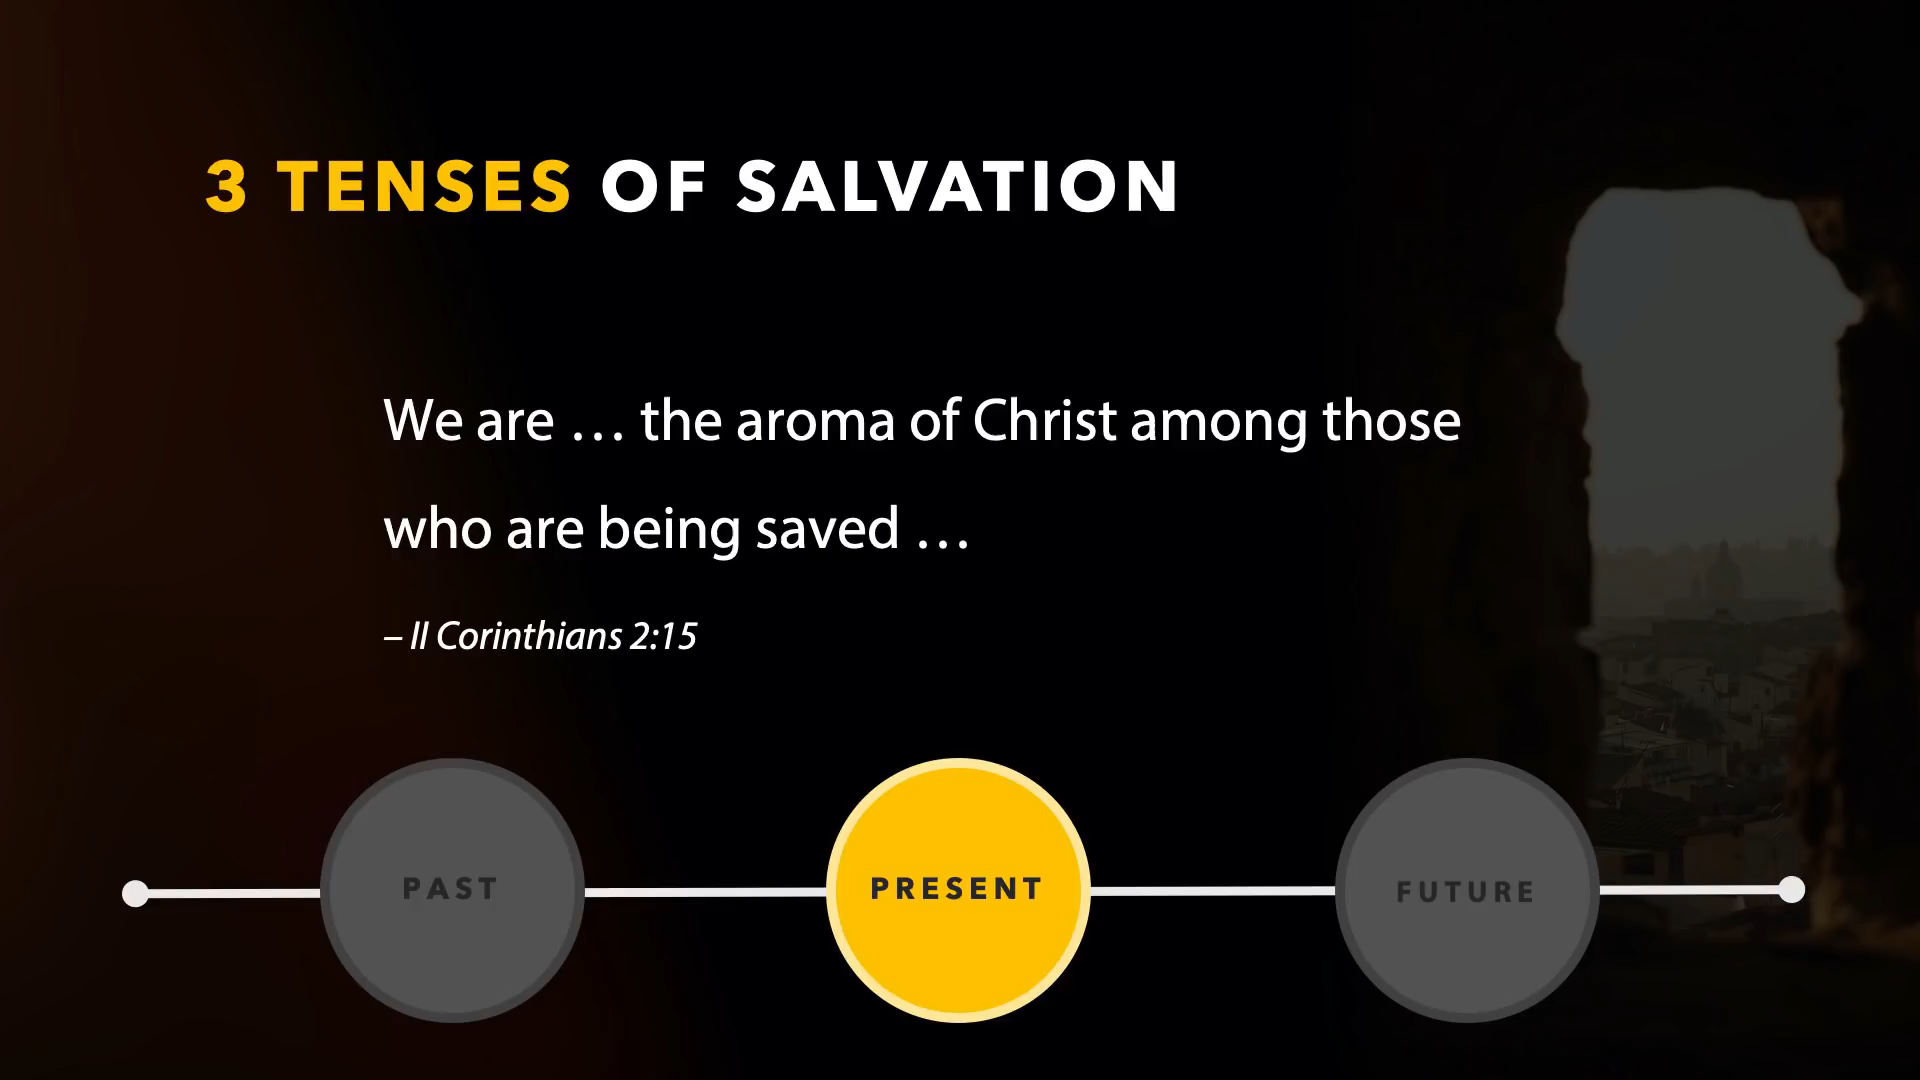 3 TENSES OF SALVATION
We are … the aroma of Christ among those
who are being saved …
– II Corinthians 2:15
PAST
PRESENT
FUTURE